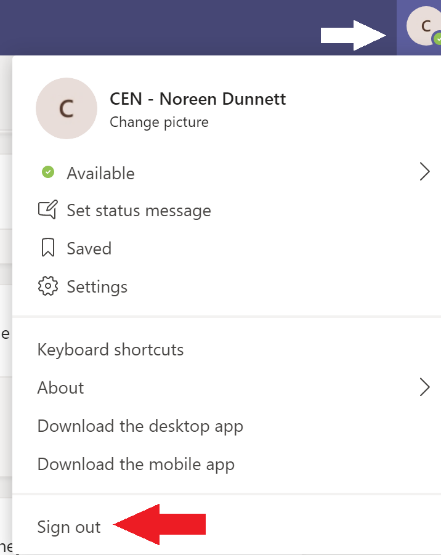 C
C
CEN - Noreen Dunnett
Change picture
Available
Set status message
Saved
Settings
e
Keyboard shortcuts
About
Download the desktop app
Download the mobile app
Sign out